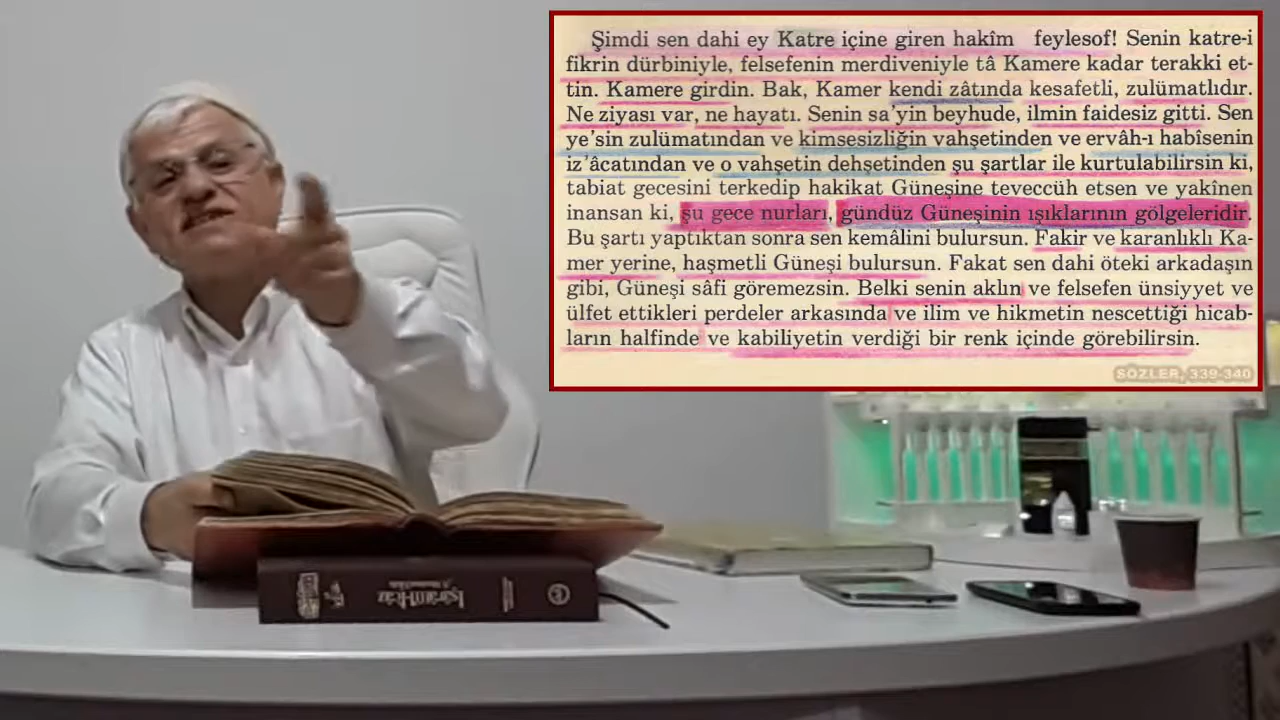 Şimdi sen dahi ey Katre içine giren hakîm feylesof! Senin katre-i
fikrin dürbiniyle, felsefenin merdiveniyle tâ Kamere kadar terakki et-
tin. Kamere girdin. Bak, Kamer kendi zâtında kesafetli, zulümatlıdır.
Ne ziyası var, ne hayatı. Senin sa'yin beyhude, ilmin faidesiz gitti. Sen
ye'sin zulümatından ve kimsesizliğin vahşetinden ve ervâh-ı habîsenin
iz'âcatından ve o vahşetin dehşetinden şu şartlar ile kurtulabilirsin ki,
tabiat gecesini terkedip hakikat Güneşine teveccüh etsen ve yakînen
inansan ki, şu gece nurları, gündüz Güneşinin ışıklarının gölgeleridir.
Bu şartı yaptıktan sonra sen kemâlini bulursun. Fakir ve karanlıklı Ka-
mer yerine, haşmetli Güneşi bulursun. Fakat sen dahi öteki arkadaşın
gibi, Güneşi sâfi göremezsin. Belki senin aklın ve felsefen ünsiyyet ve
ülfet ettikleri perdeler arkasında ve ilim ve hikmetin nescettiği hicab-
ların halfinde ve kabiliyetin verdiği bir renk içinde görebilirsin.
SÖZLER, 339-340